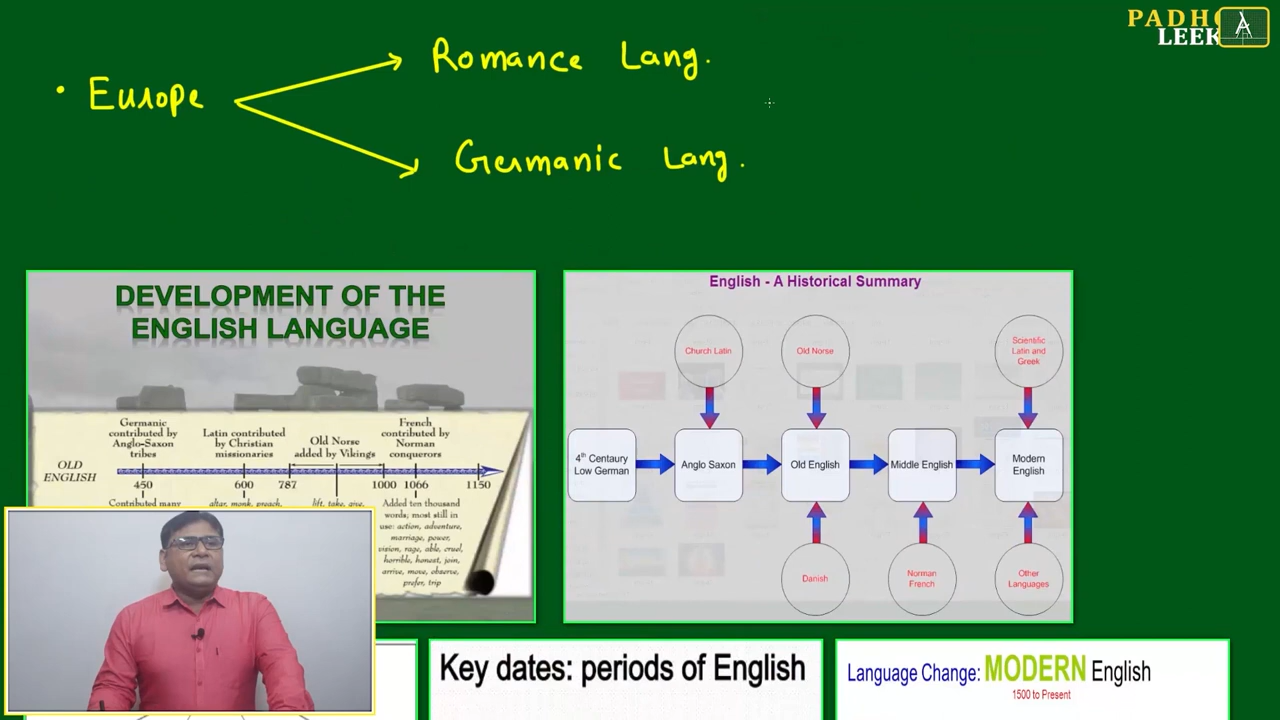 PADH
LEEK
• Europe
Romance Lang.
Germanic Lang.
DEVELOPMENT OF THE
ENGLISH LANGUAGE
Germanic
contributed by
Anglo-Saxon
tribes
Latin contributed
by Christian
missionaries
Old Norse
added by Vikings
French
contributed by
Norman
conquerors
OLD
ENGLISH
450
600
787
1000
1066
1150
Contributed many
altar, monk, preach,
lift, take, give,
Added ten thousand
words; most still in
use: action, adventure,
marriage, power,
vision, rage, able, cruel,
horrible, honest, join,
arrive, move, observe,
prefer, trip
English - A Historical Summary
Church Latin
Old Norse
Scientific
Latin and
Greek
4th Centaury
Low German
Anglo Saxon
Old English
Middle English
Modern
English
Danish
Norman
French
Other
Languages
Key dates: periods of English
Language Change: MODERN English
1500 to Present